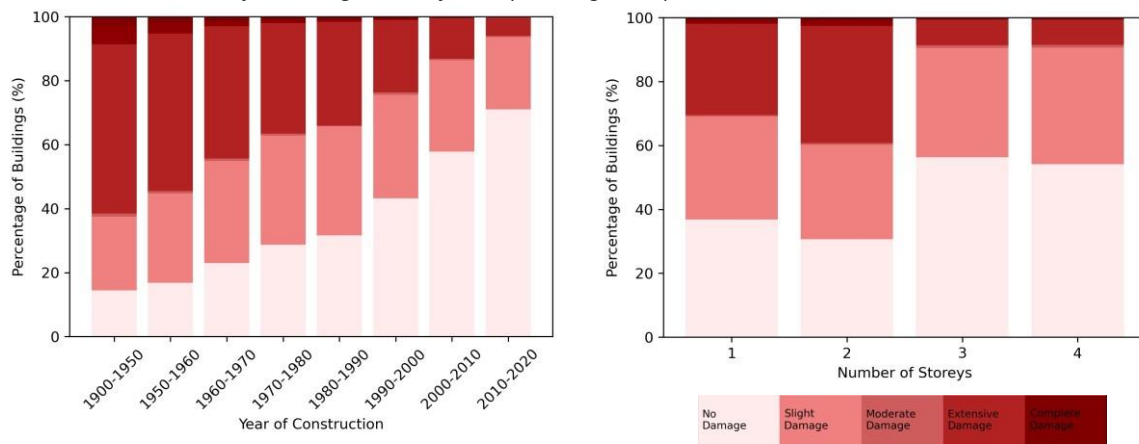 100
80
60
40
20
0
Percentage of Buildings (%)
1900-1950
1950-1960
1960-1970
1970-1980
1980-1990
1990-2000
2000-2010
2010-2020
Year of Construction
100
80
60
40
20
0
Percentage of Buildings (%)
1 2 3 4
Number of Storeys
No Damage
Slight Damage
Moderate Damage
Extensive Damage
Complete Damage